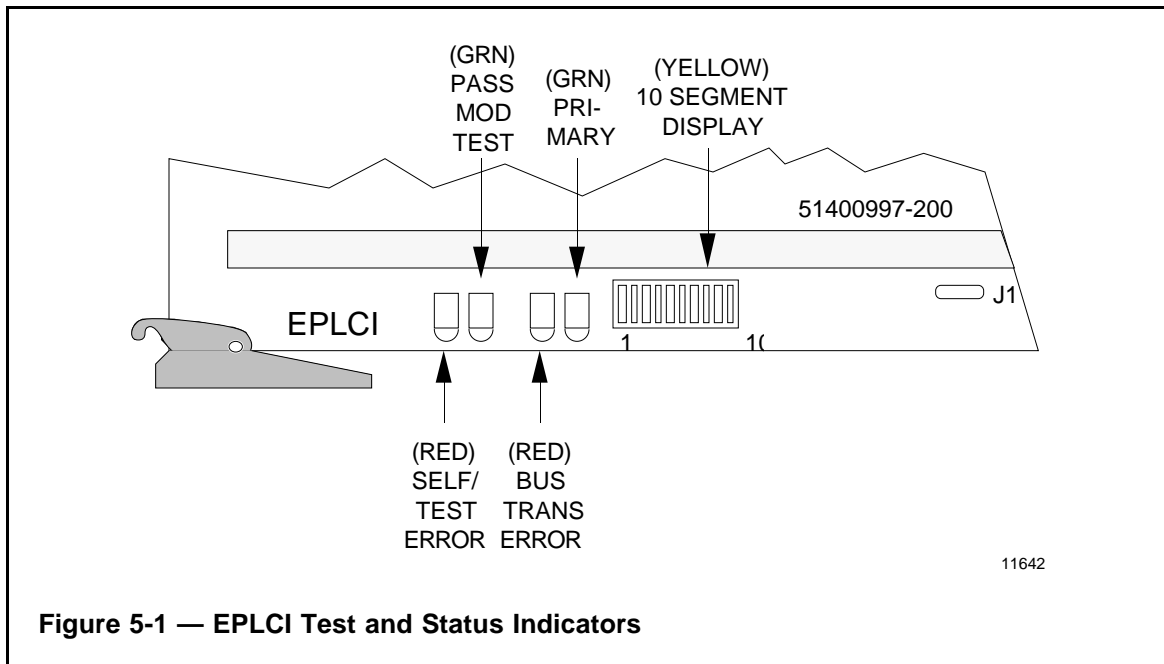 (GRN)
PASS
MOD
TEST
(GRN)
PRI-
MARY
(YELLOW)
10 SEGMENT
DISPLAY
51400997-200
J1
EPLCI
1
(RED)
SELF/
TEST
ERROR
(RED)
BUS
TRANS
ERROR
11642
Figure 5-1 — EPLCI Test and Status Indicators